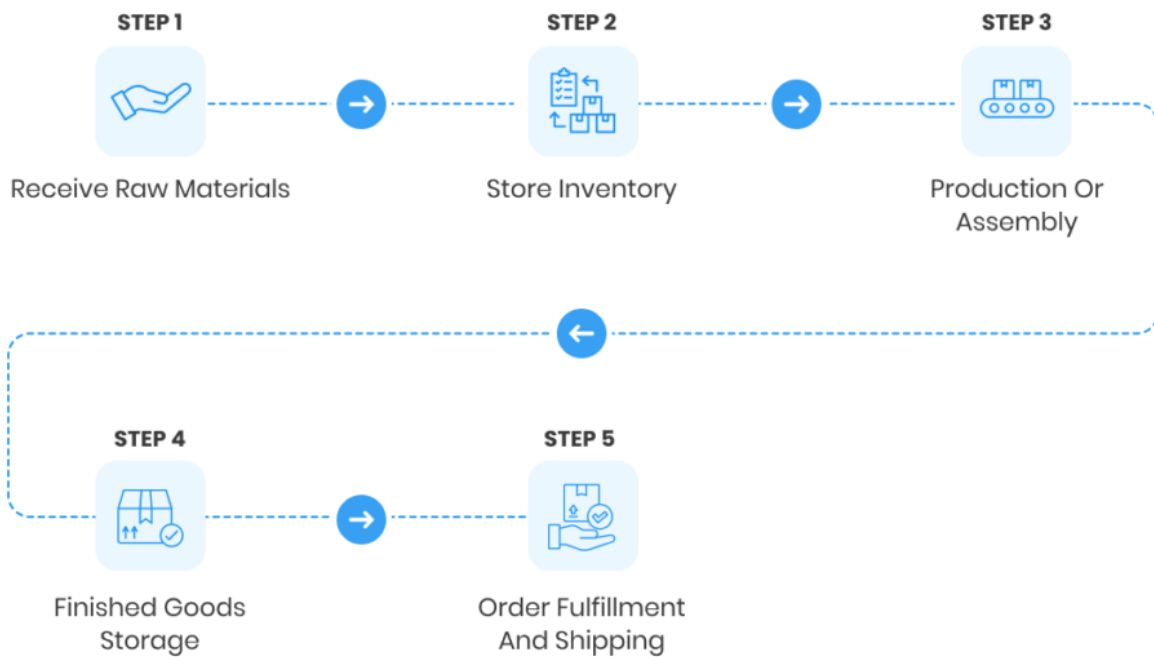 STEP 1
Receive Raw Materials
STEP 2
Store Inventory
STEP 3
Production Or
Assembly
STEP 4
Finished Goods
Storage
STEP 5
Order Fulfillment
And Shipping